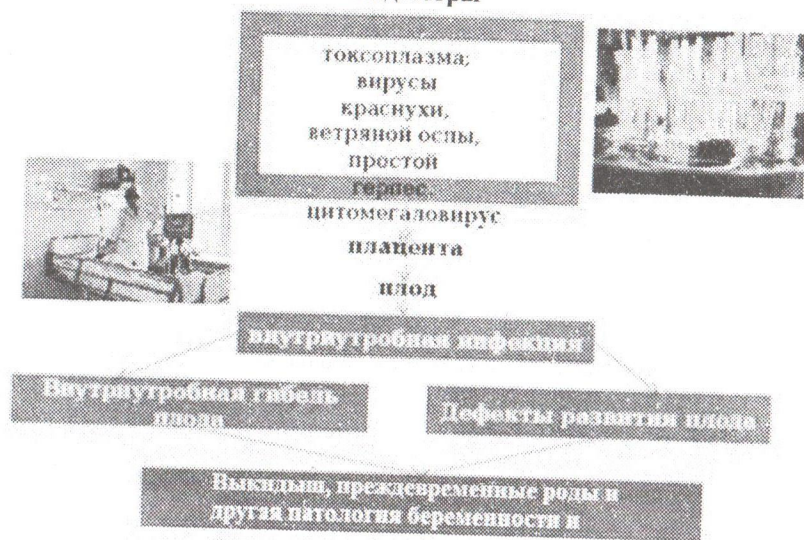 токсоплазма;
вирусы
краснухи,
ветряной оспы,
простой
герпес,
цитомегаловирус
плацента
плод
внутриутробная инфекция
Внутриутробная гибель
плода
Дефекты развития плода
Выкидыш, преждевременные роды и
другая патология беременности и